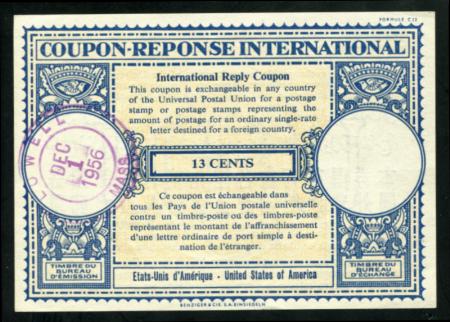 FORMULE C 22
COUPON-REPONSE INTERNATIONAL
International Reply Coupon
This coupon is exchangeable in any country
of the Universal Postal Union for a postage
stamp or postage stamps representing the
amount of postage for an ordinary single-rate
letter destined for a foreign country.
LOWELL
DEC
1
1956
MASS.
13 CENTS
Ce coupon est échangeable dans
tous les Pays de l'Union postale universelle
contre un timbre-poste ou des timbres-poste
représentant le montant de l'affranchissement
d'une lettre ordinaire de port simple à desti-
nation de l'étranger.
TIMBRE DU
BUREAU
D'ÉMISSION
TIMBRE DU
BUREAU
D'ÉCHANGE
Etats-Unis d'Amérique - United States of America
BENZIGER & CIE. S.A. EINSIEDELN